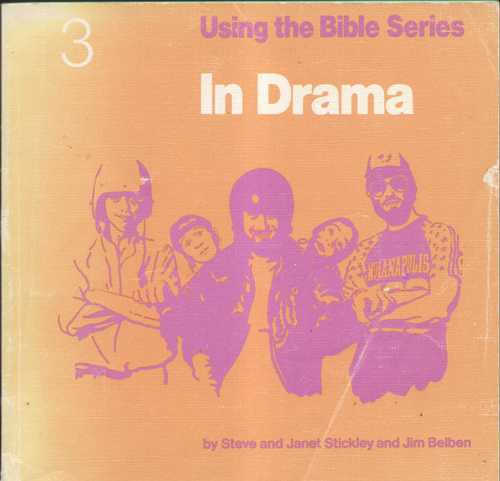 3
Using the Bible Series
In Drama
INDIANAPOLIS
by Steve and Janet Stickley and Jim Belben